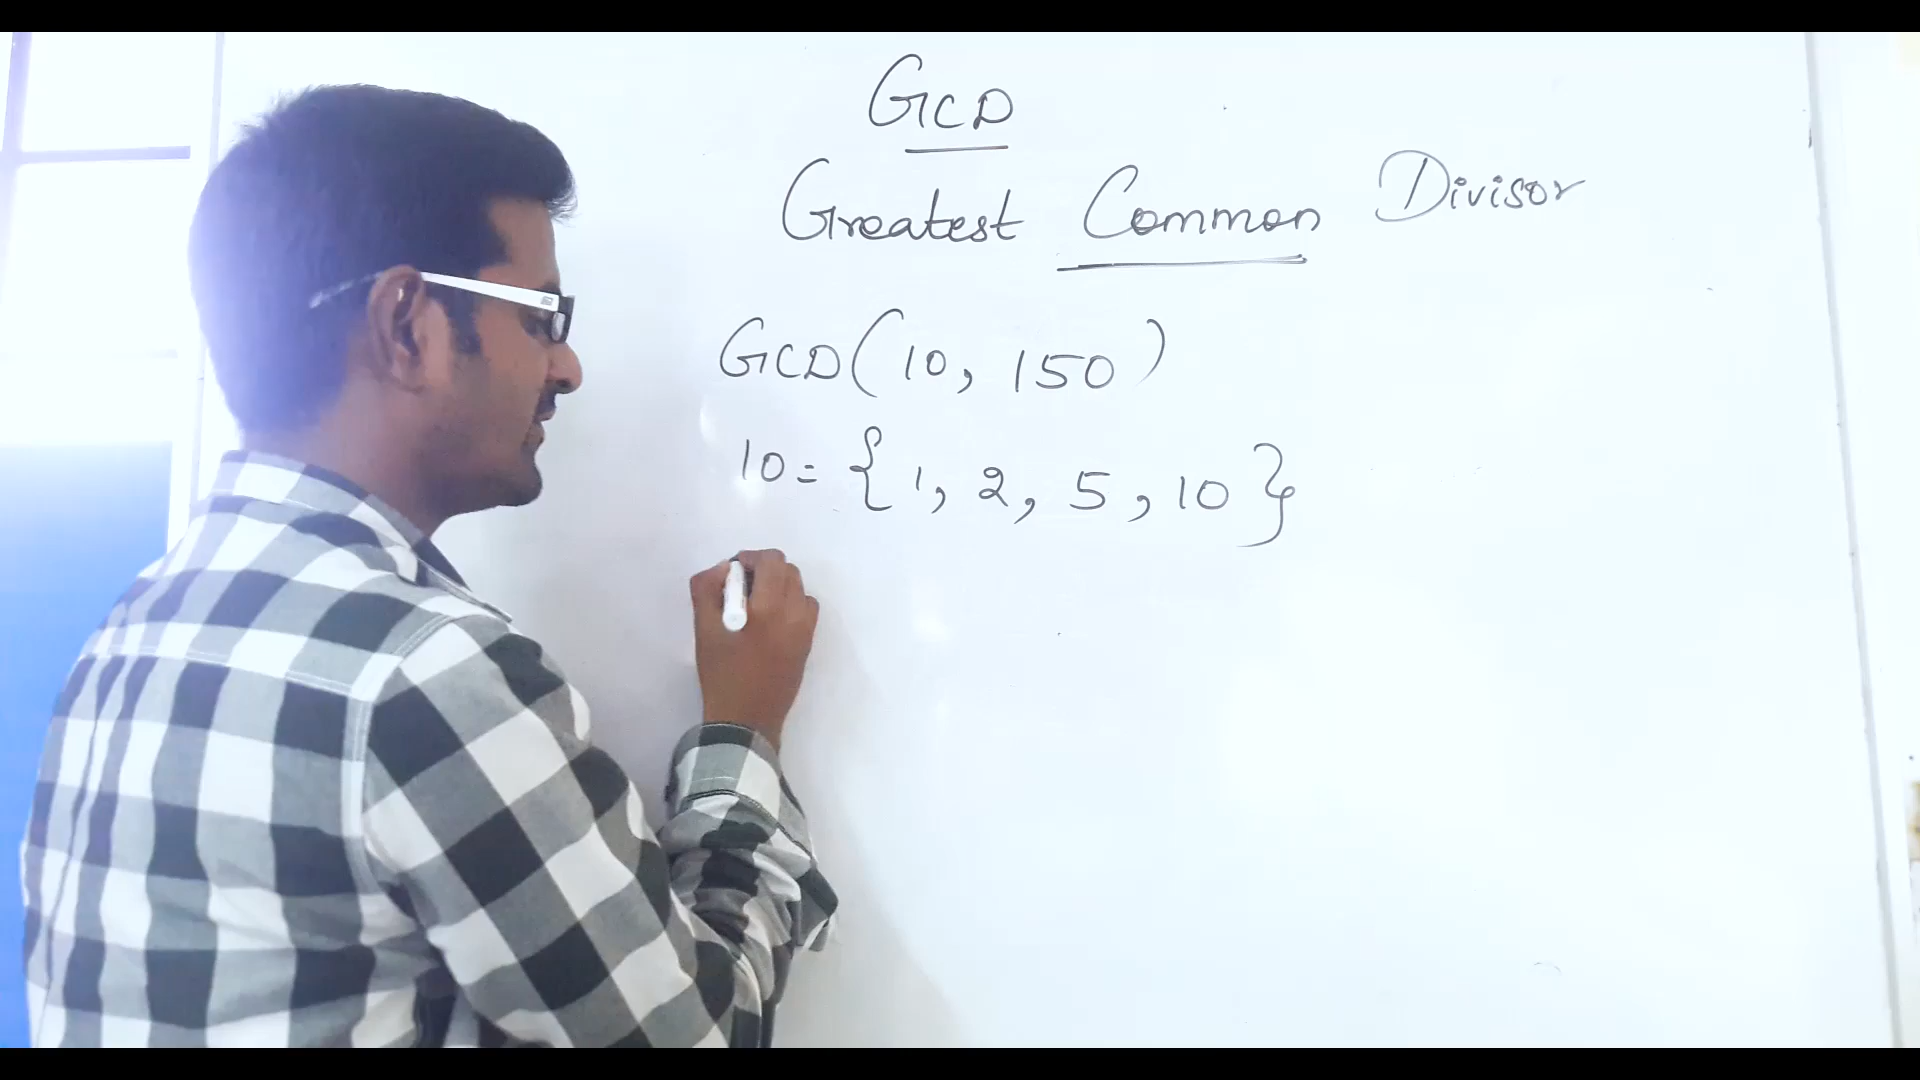 GCD
Greatest Common Divisor
GCD(10, 150)
10= {1, 2, 5, 10}